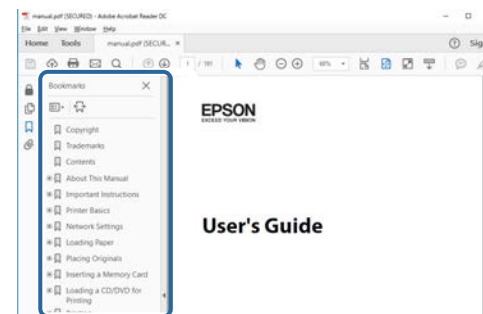 manual.pdf (SECURED) - Adobe Acrobat Reader DC
File Edit View Window Help
Home Tools manual.pdf (SECUR... ×
Sig
1 / 191
Bookmarks
EPSON
EXCEED YOUR VISION
Copyright
Trademarks
Contents
About This Manual
Important Instructions
Printer Basics
Network Settings
User's Guide
Loading Paper
Placing Originals
Inserting a Memory Card
Loading a CD/DVD for
Printing